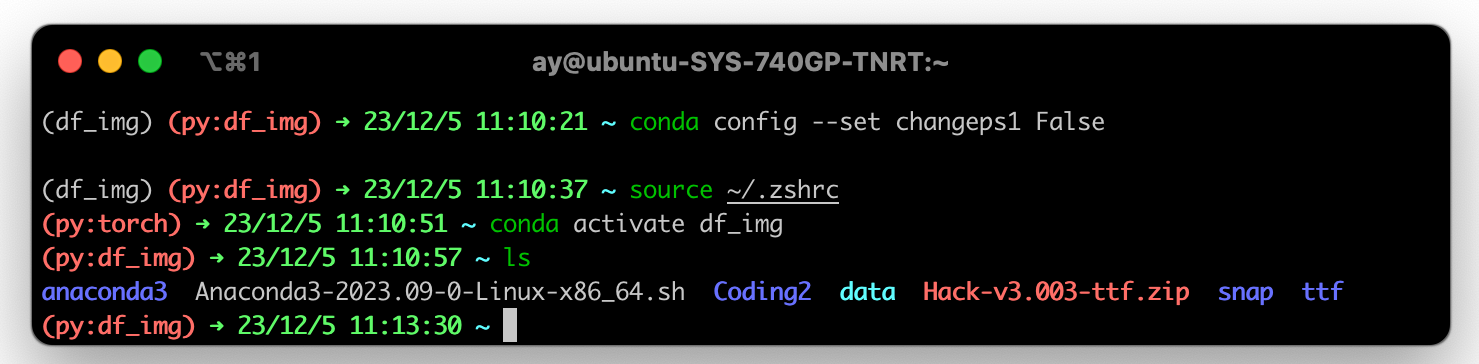 ⌥⌘1
ay@ubuntu-SYS-740GP-TNRT:~
(df_img) (py:df_img) → 23/12/5 11:10:21 ~ conda config --set changeps1 False
(df_img) (py:df_img) → 23/12/5 11:10:37 ~ source ~/.zshrc
(py:torch) → 23/12/5 11:10:51 ~ conda activate df_img
(py:df_img) → 23/12/5 11:10:57 ~ ls
anaconda3 Anaconda3-2023.09-0-Linux-x86_64.sh Coding2 data Hack-v3.003-ttf.zip snap ttf
(py:df_img) → 23/12/5 11:13:30 ~